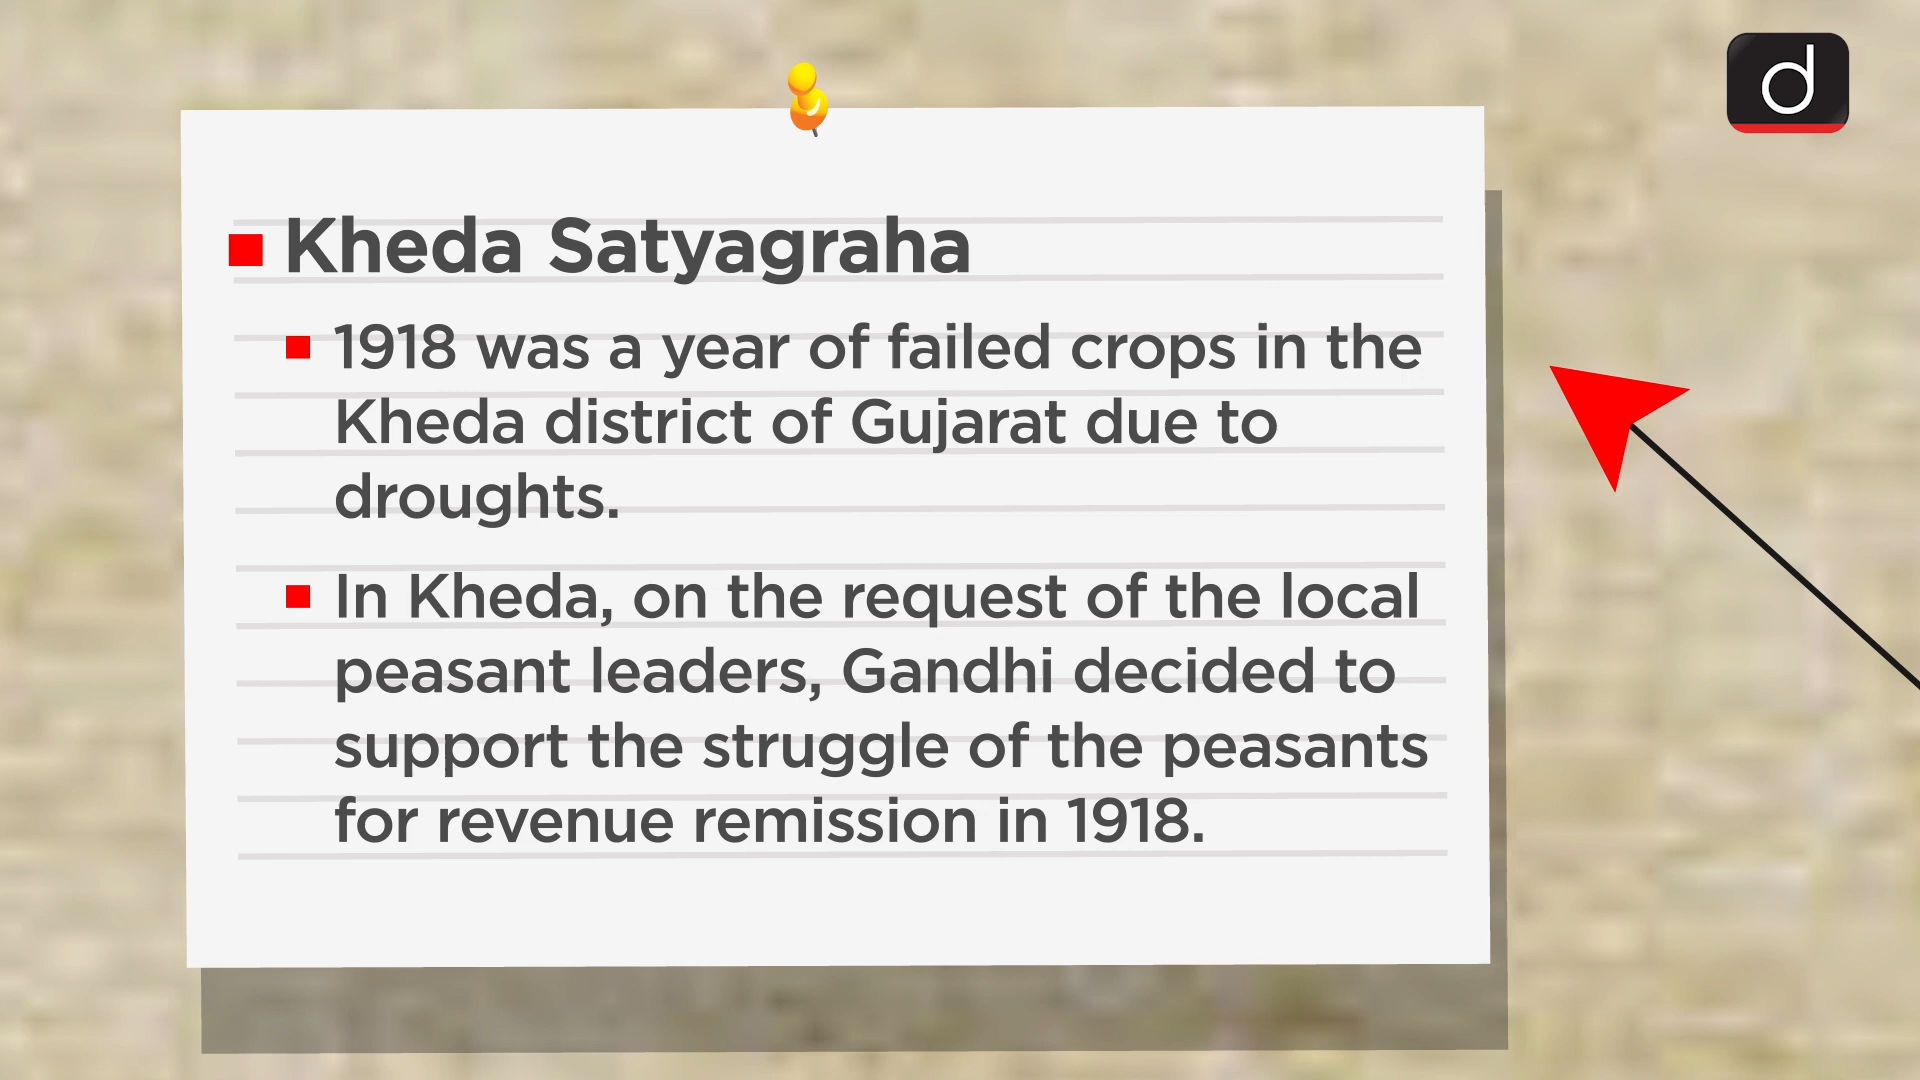 d
Kheda Satyagraha
1918 was a year of failed crops in the
Kheda district of Gujarat due to
droughts.
In Kheda, on the request of the local
peasant leaders, Gandhi decided to
support the struggle of the peasants
for revenue remission in 1918.